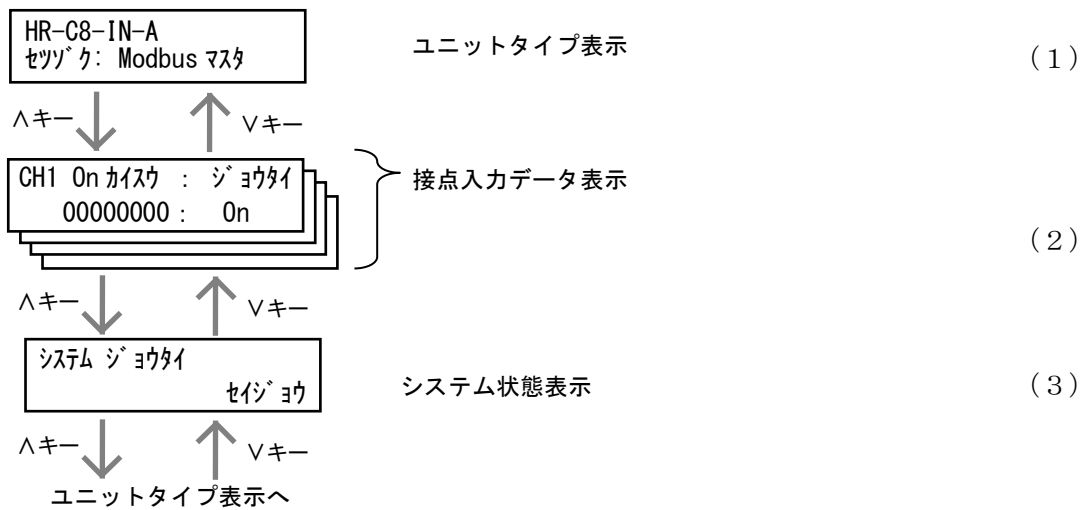 HR-C8-IN-A
ｾﾂｿﾞｸ: Modbus ﾏｽﾀ
ユニットタイプ表示
（１）
∧キー
∨キー
CH1 On ｶｲｽｳ : ｼﾞｮｳﾀｲ
00000000 : On
接点入力データ表示
（２）
∧キー
∨キー
ｼｽﾃﾑ ｼﾞｮｳﾀｲ
ｾｲｼﾞｮｳ
システム状態表示
（３）
∧キー
∨キー
ユニットタイプ表示へ